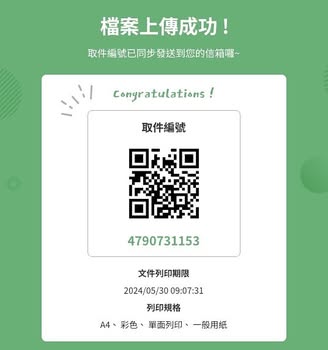 檔案上傳成功！
取件編號已同步發送到您的信箱囉~
Congratulations！
取件編號
4790731153
文件列印期限
2024/05/30 09:07:31
列印規格
A4、 彩色、 單面列印、 一般用紙